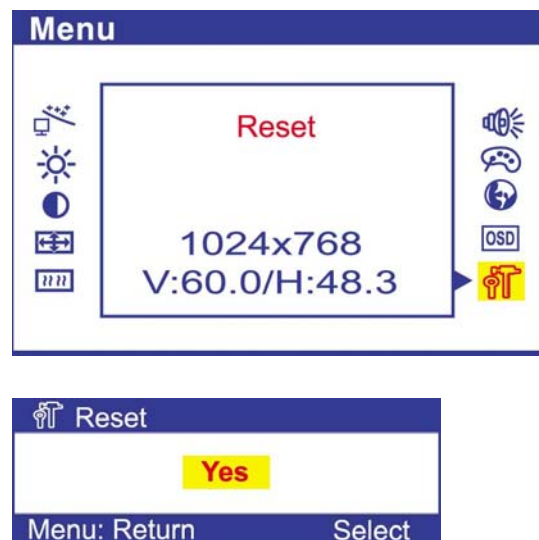 Menu
Reset
1024x768
V:60.0/H:48.3
OSD
Reset
Yes
Menu: Return Select